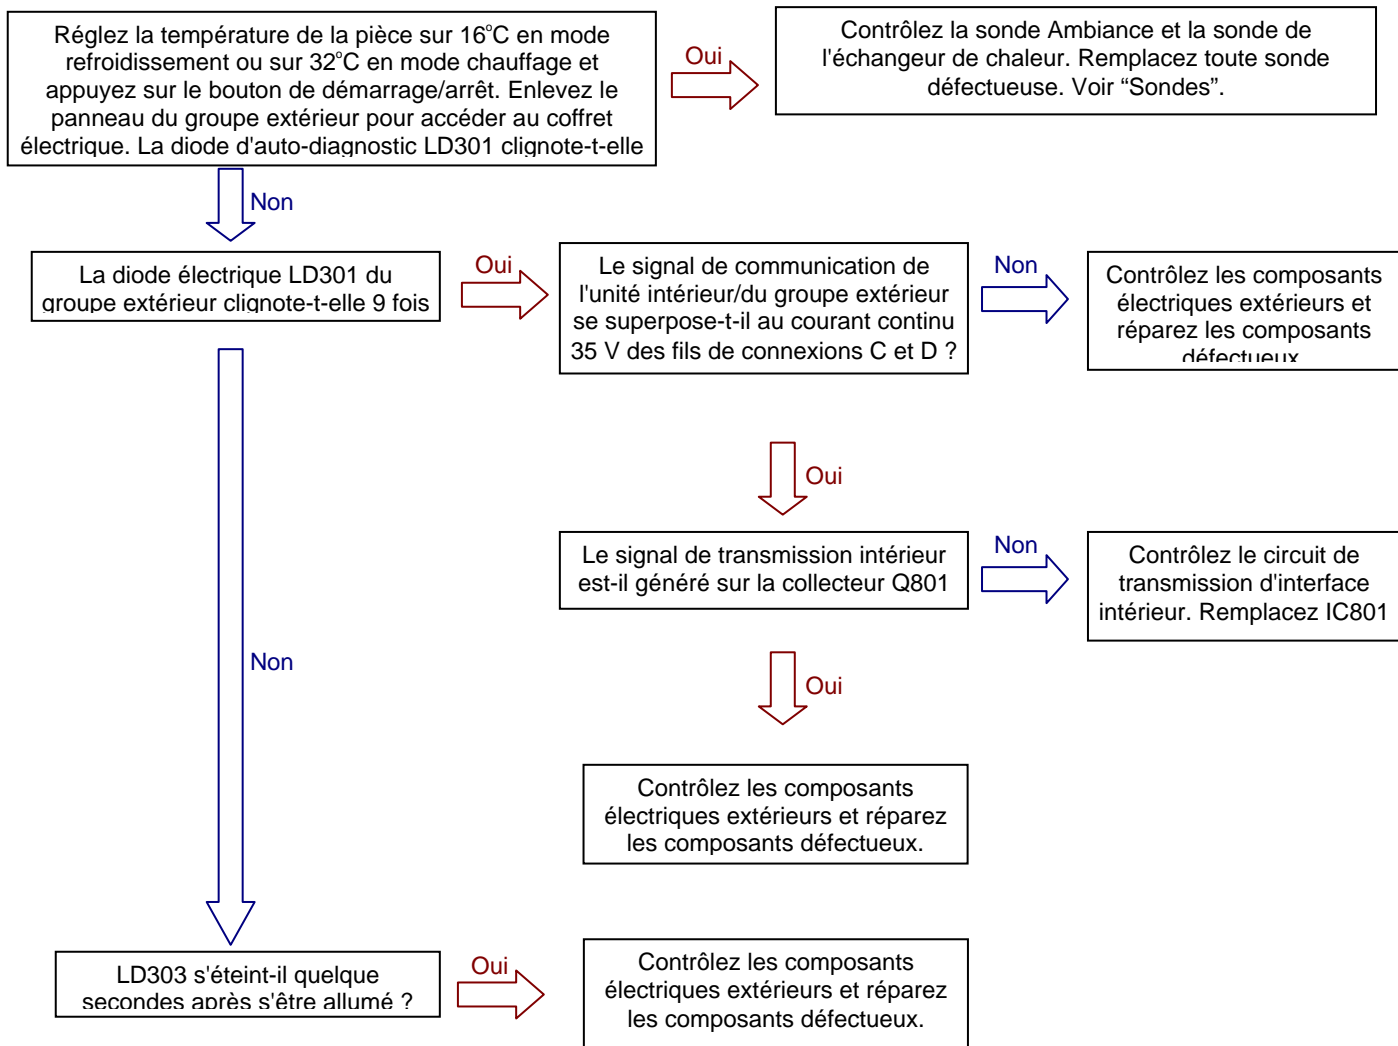 Réglez la température de la pièce sur 16°C en mode
refroidissement ou sur 32°C en mode chauffage et
appuyez sur le bouton de démarrage/arrêt. Enlevez le
panneau du groupe extérieur pour accéder au coffret
électrique. La diode d'auto-diagnostic LD301 clignote-t-elle
Oui
Contrôlez la sonde Ambiance et la sonde de
l'échangeur de chaleur. Remplacez toute sonde
défectueuse. Voir “Sondes”.
Non
La diode électrique LD301 du
groupe extérieur clignote-t-elle 9 fois
Oui
Le signal de communication de
l'unité intérieur/du groupe extérieur
se superpose-t-il au courant continu
35 V des fils de connexions C et D ?
Non
Contrôlez les composants
électriques extérieurs et
réparez les composants
défectueux.
Oui
Le signal de transmission intérieur
est-il généré sur la collecteur Q801
Non
Contrôlez le circuit de
transmission d'interface
intérieur. Remplacez IC801
Non
Oui
Contrôlez les composants
électriques extérieurs et réparez
les composants défectueux.
LD303 s'éteint-il quelque
secondes après s'être allumé ?
Oui
Contrôlez les composants
électriques extérieurs et réparez
les composants défectueux.